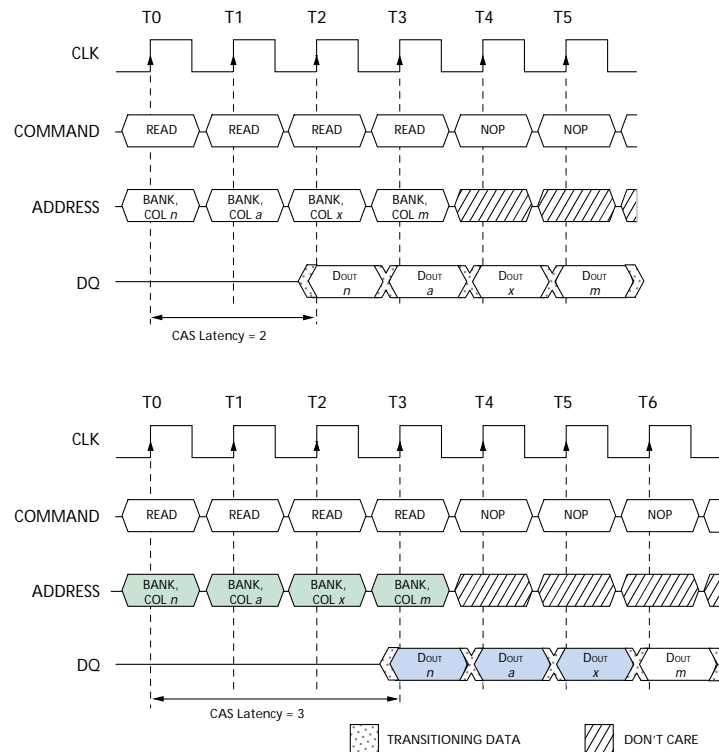 T0 T1 T2 T3 T4 T5
CLK
COMMAND READ READ READ READ NOP NOP
ADDRESS BANK, COL n BANK, COL a BANK, COL x BANK, COL m
DQ DOUT n DOUT a DOUT x DOUT m
CAS Latency = 2
T0 T1 T2 T3 T4 T5 T6
CLK
COMMAND READ READ READ READ NOP NOP NOP
ADDRESS BANK, COL n BANK, COL a BANK, COL x BANK, COL m
DQ DOUT n DOUT a DOUT x DOUT m
CAS Latency = 3
TRANSITIONING DATA DON'T CARE